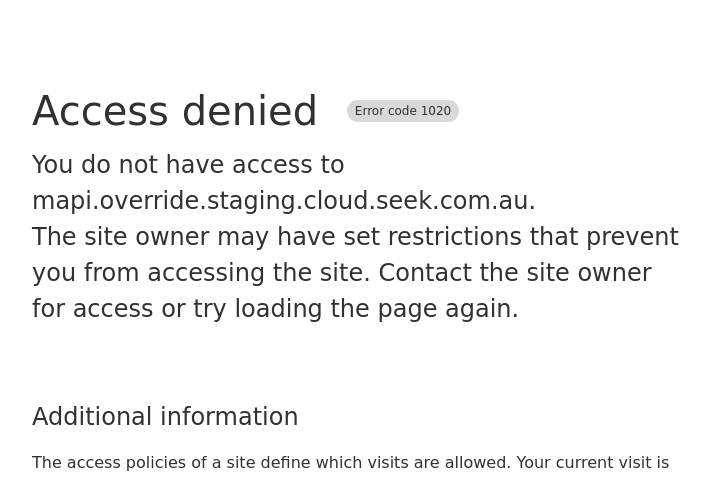 Access denied Error code 1020
You do not have access to
mapi.override.staging.cloud.seek.com.au.
The site owner may have set restrictions that prevent
you from accessing the site. Contact the site owner
for access or try loading the page again.
Additional information
The access policies of a site define which visits are allowed. Your current visit is